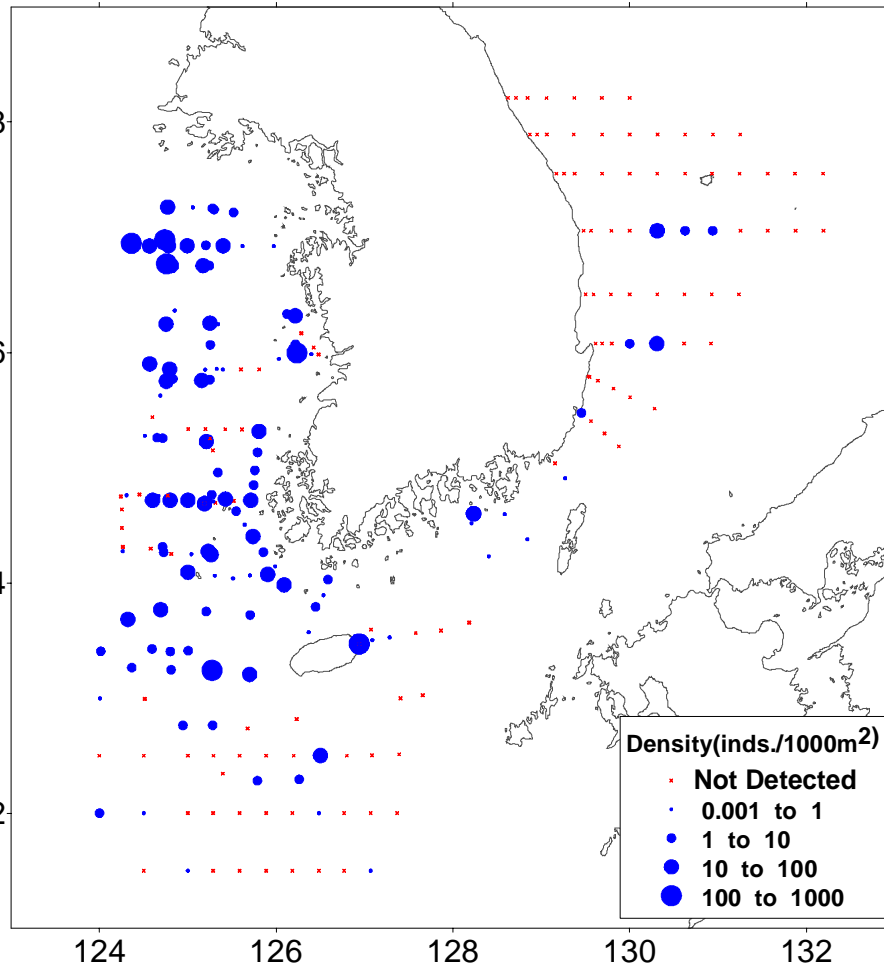 8
6
4
2
Density(inds./1000m2)
Not Detected
0.001 to 1
1 to 10
10 to 100
100 to 1000
124 126 128 130 132